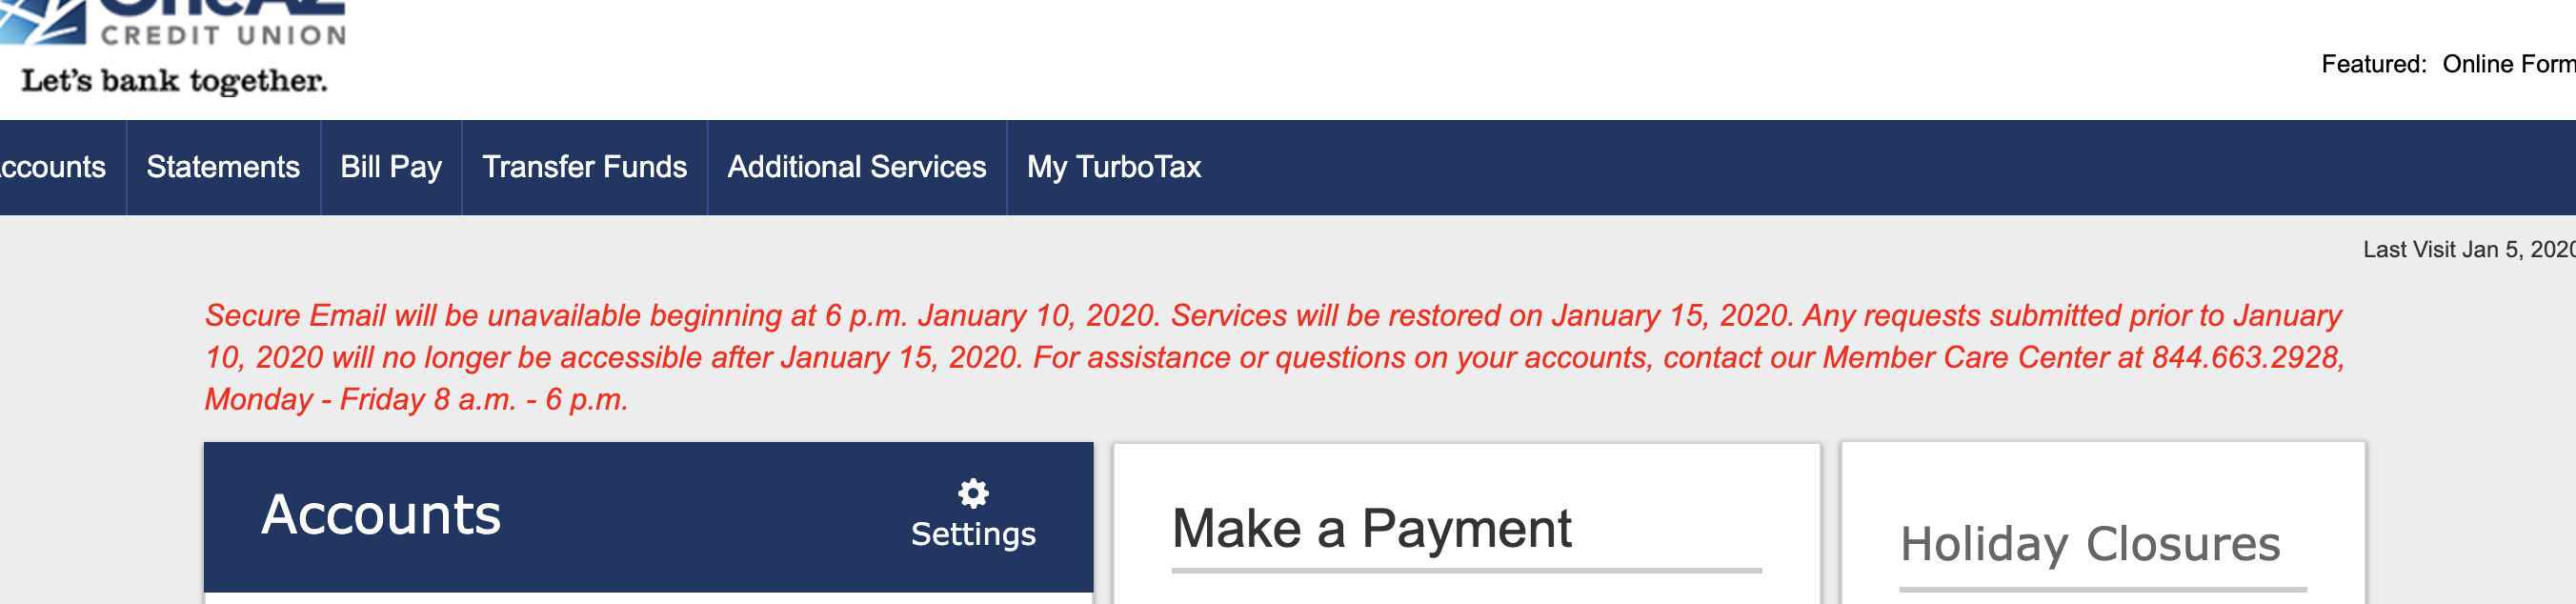 CREDIT UNION
Let's bank together.
Featured: Online Form
ccounts Statements Bill Pay Transfer Funds Additional Services My TurboTax
Last Visit Jan 5, 2020
Secure Email will be unavailable beginning at 6 p.m. January 10, 2020. Services will be restored on January 15, 2020. Any requests submitted prior to January
10, 2020 will no longer be accessible after January 15, 2020. For assistance or questions on your accounts, contact our Member Care Center at 844.663.2928,
Monday - Friday 8 a.m. - 6 p.m.
Accounts
Settings
Make a Payment
Holiday Closures